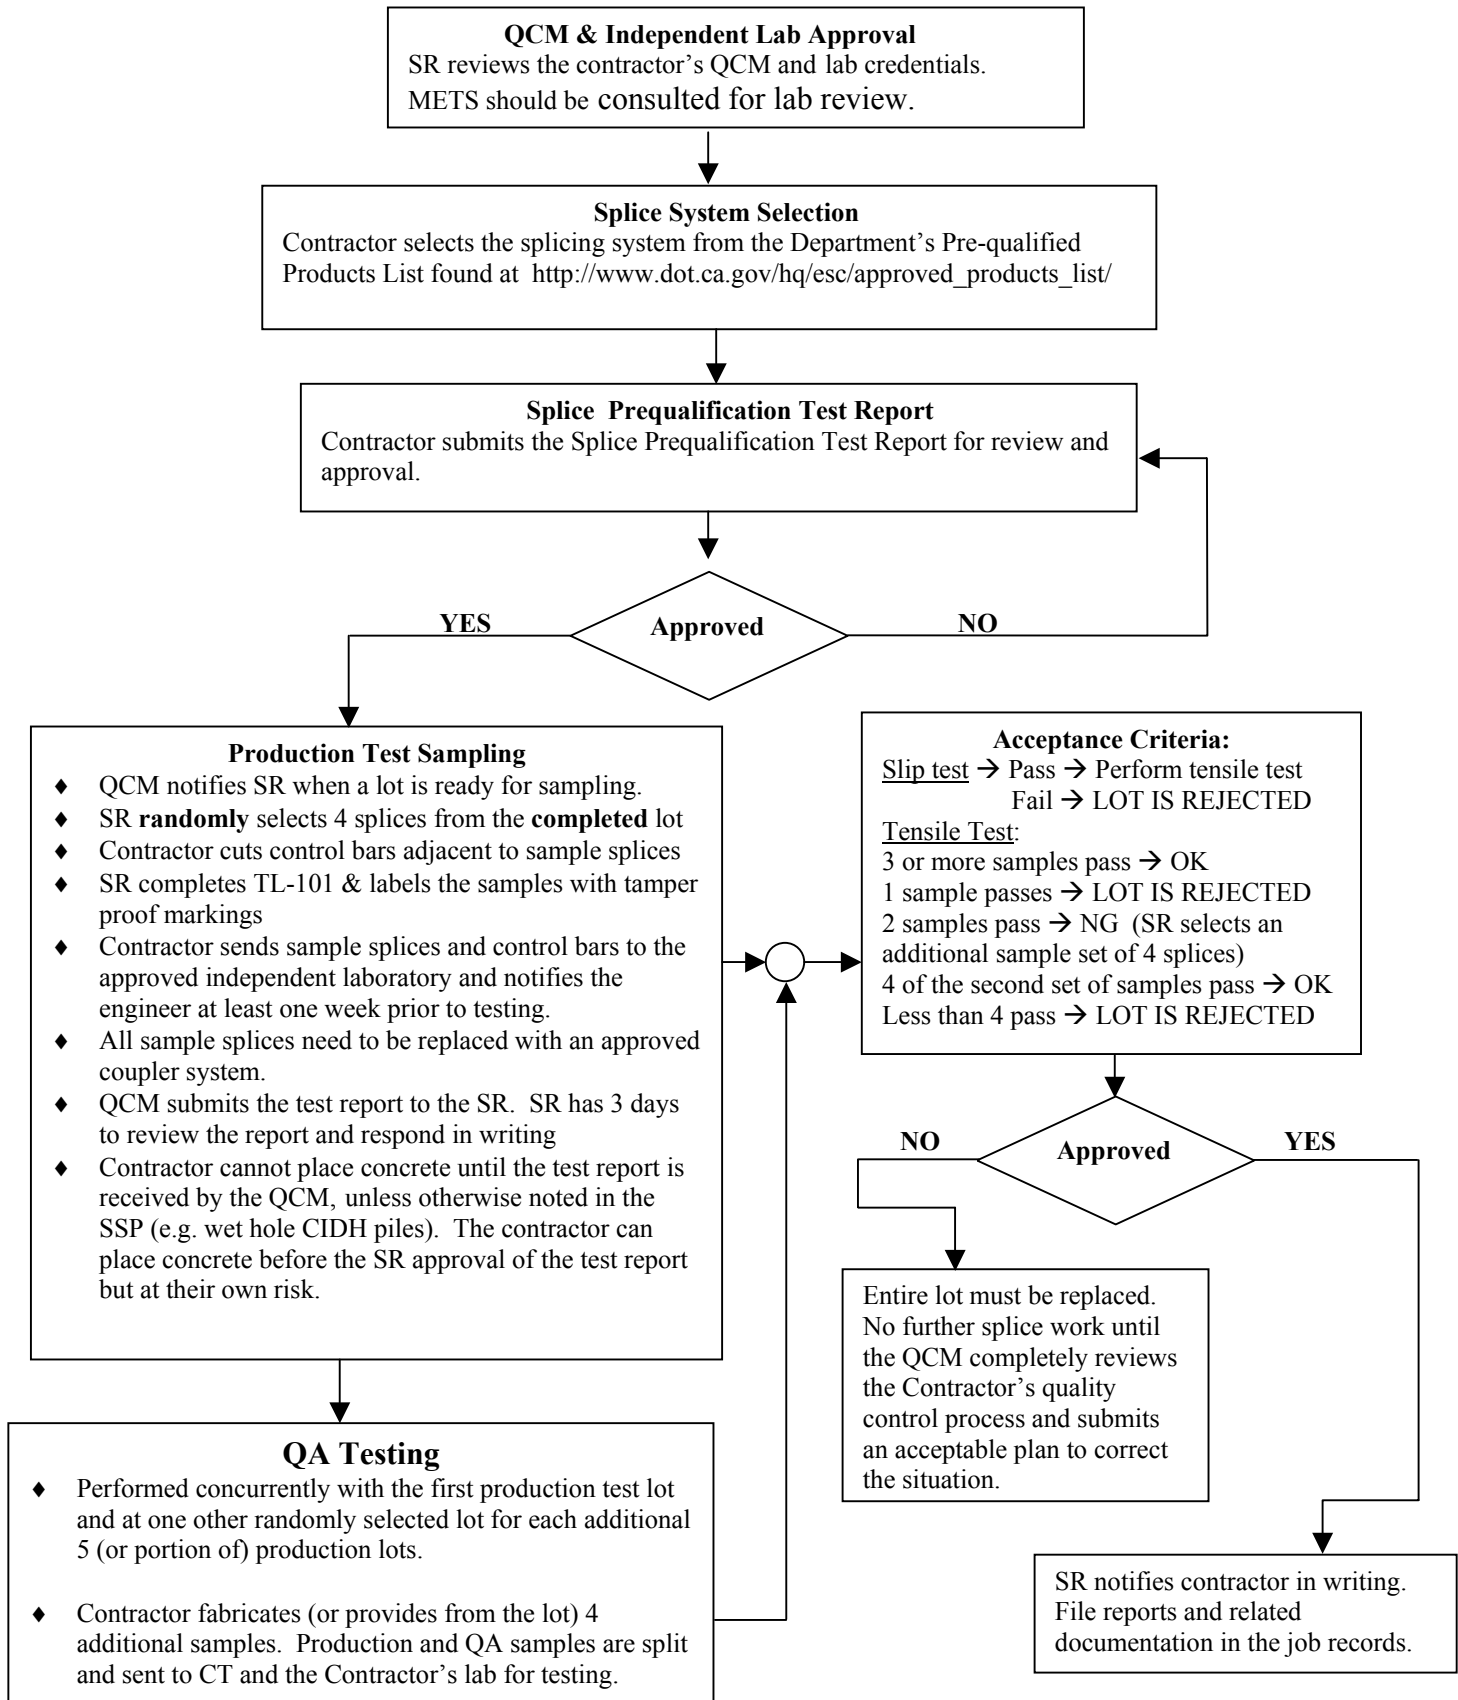 QCM & Independent Lab Approval
SR reviews the contractor's QCM and lab credentials.
METS should be consulted for lab review.
Splice System Selection
Contractor selects the splicing system from the Department's Pre-qualified
Products List found at http://www.dot.ca.gov/hq/esc/approved_products_list/
Splice Prequalification Test Report
Contractor submits the Splice Prequalification Test Report for review and
approval.
YES
Approved
NO
Production Test Sampling
♦ QCM notifies SR when a lot is ready for sampling.
♦ SR randomly selects 4 splices from the completed lot
♦ Contractor cuts control bars adjacent to sample splices
♦ SR completes TL-101 & labels the samples with tamper
proof markings
♦ Contractor sends sample splices and control bars to the
approved independent laboratory and notifies the
engineer at least one week prior to testing.
♦ All sample splices need to be replaced with an approved
coupler system.
♦ QCM submits the test report to the SR. SR has 3 days
to review the report and respond in writing
♦ Contractor cannot place concrete until the test report is
received by the QCM, unless otherwise noted in the
SSP (e.g. wet hole CIDH piles). The contractor can
place concrete before the SR approval of the test report
but at their own risk.
Acceptance Criteria:
Slip test → Pass → Perform tensile test
Fail → LOT IS REJECTED
Tensile Test:
3 or more samples pass → OK
1 sample passes → LOT IS REJECTED
2 samples pass → NG (SR selects an
additional sample set of 4 splices)
4 of the second set of samples pass → OK
Less than 4 pass → LOT IS REJECTED
NO
Approved
YES
Entire lot must be replaced.
No further splice work until
the QCM completely reviews
the Contractor's quality
control process and submits
an acceptable plan to correct
the situation.
QA Testing
♦ Performed concurrently with the first production test lot
and at one other randomly selected lot for each additional
5 (or portion of) production lots.
♦ Contractor fabricates (or provides from the lot) 4
additional samples. Production and QA samples are split
and sent to CT and the Contractor's lab for testing.
SR notifies contractor in writing.
File reports and related
documentation in the job records.